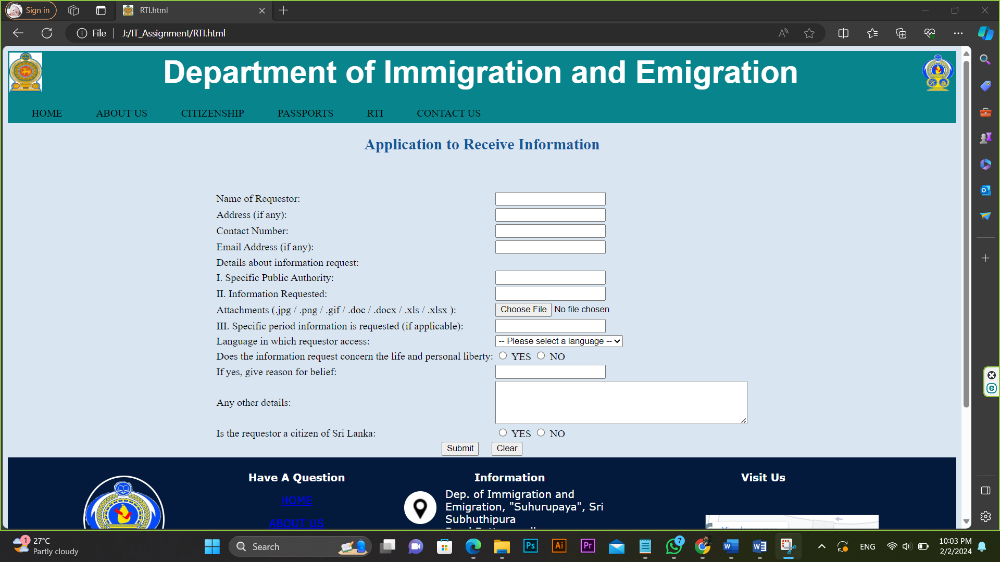 Sign in
RTI.html
File
J:/IT_Assignment/RTI.html
Department of Immigration and Emigration
HOME ABOUT US CITIZENSHIP PASSPORTS RTI CONTACT US
Application to Receive Information
Name of Requestor:
Address (if any):
Contact Number:
Email Address (if any):
Details about information request:
I. Specific Public Authority:
II. Information Requested:
Attachments (.jpg / .png / .gif / .doc / .docx / .xls / .xlsx ): Choose File No file chosen
III. Specific period information is requested (if applicable):
Language in which requestor access: -- Please select a language --
Does the information request concern the life and personal liberty: YES NO
If yes, give reason for belief:
Any other details:
Is the requestor a citizen of Sri Lanka: YES NO
Submit Clear
Have A Question
HOME
ABOUT US
Information
Dep. of Immigration and
Emigration, "Suhurupaya", Sri
Subhuthipura
Visit Us
1
27°C
Partly cloudy
Search
Ps
Ai
Pr
7
ENG
10:03 PM
2/2/2024